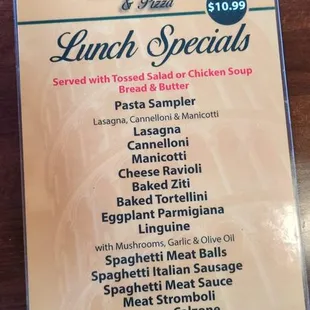 & Pizza
$10.99
Lunch Specials
Served with Tossed Salad or Chicken Soup
Bread & Butter
Pasta Sampler
Lasagna, Cannelloni & Manicotti
Lasagna
Cannelloni
Manicotti
Cheese Ravioli
Baked Ziti
Baked Tortellini
Eggplant Parmigiana
Linguine
with Mushrooms, Garlic & Olive Oil
Spaghetti Meat Balls
Spaghetti Italian Sausage
Spaghetti Meat Sauce
Meat Stromboli
Calzone